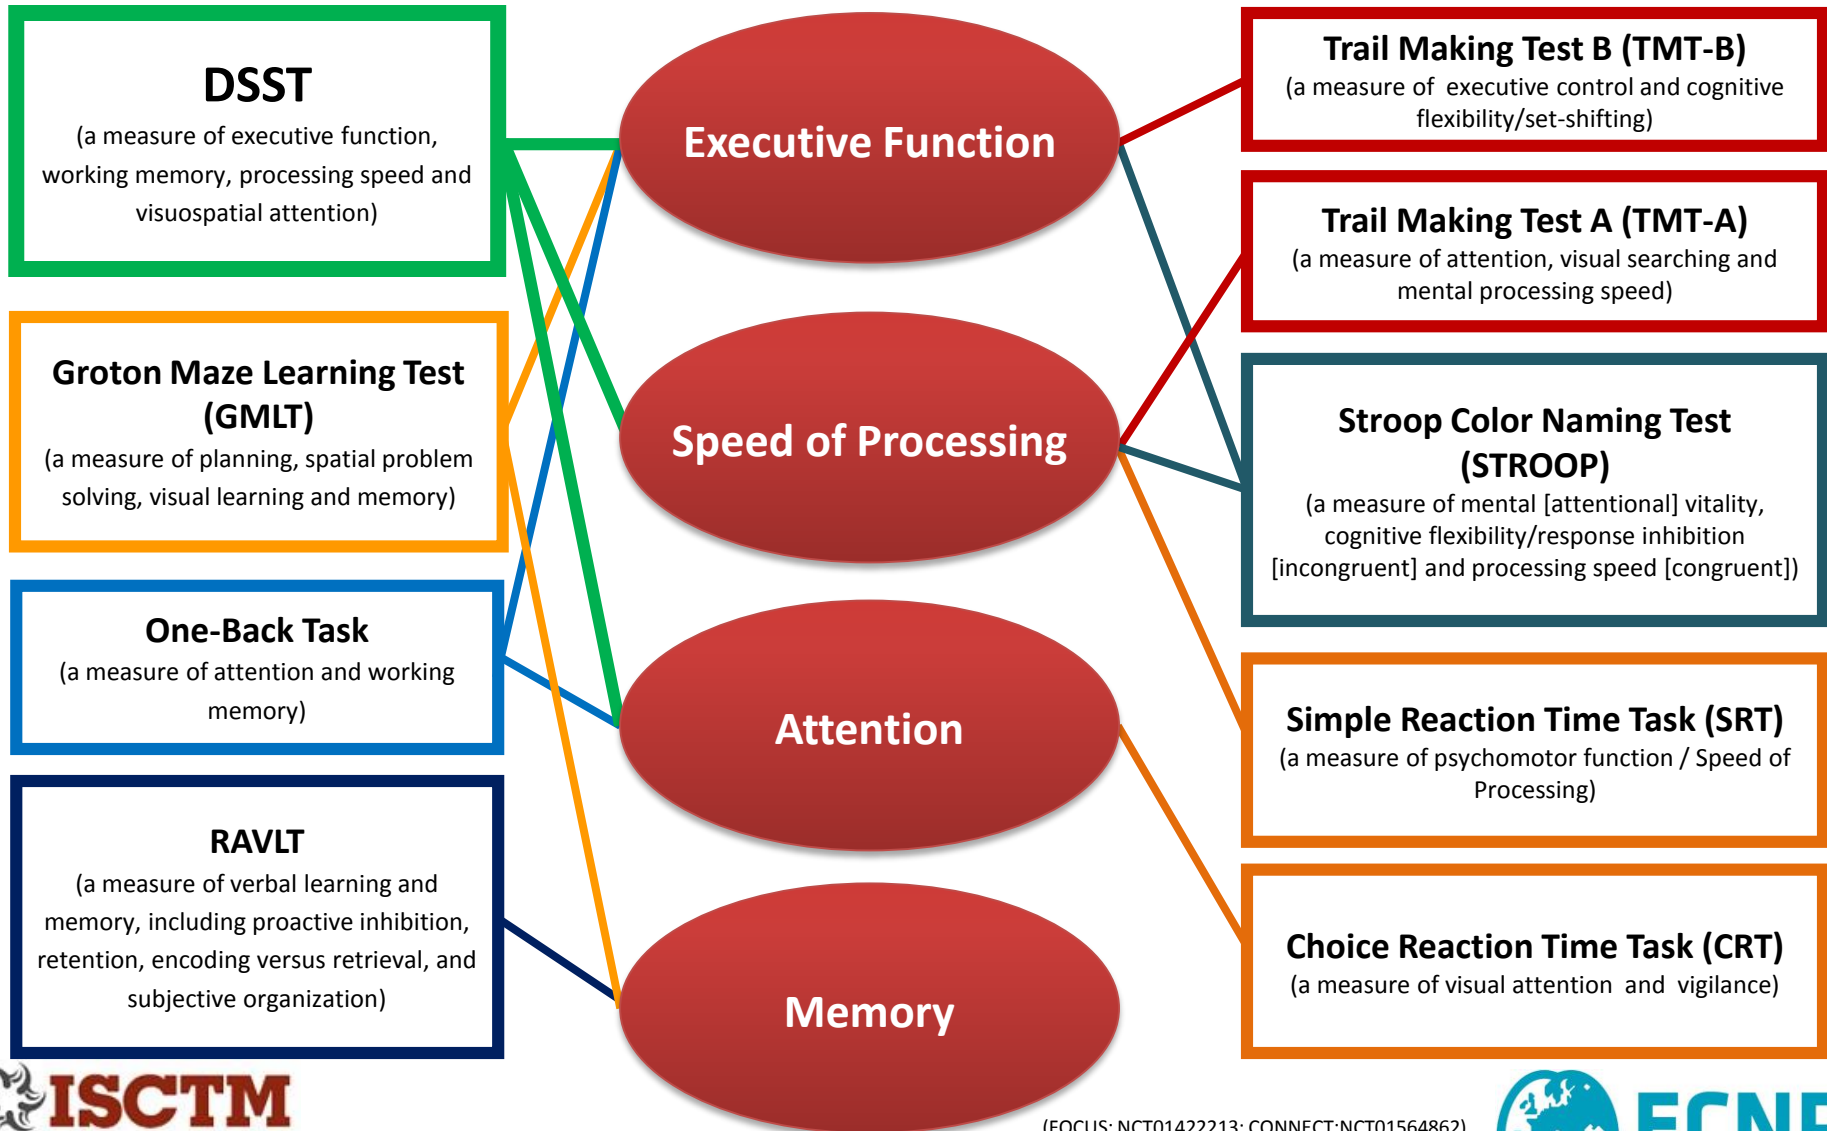 DSST
(a measure of executive function,
working memory, processing speed and
visuospatial attention)
Groton Maze Learning Test
(GMLT)
(a measure of planning, spatial problem
solving, visual learning and memory)
One-Back Task
(a measure of attention and working
memory)
RAVLT
(a measure of verbal learning and
memory, including proactive inhibition,
retention, encoding versus retrieval, and
subjective organization)
Executive Function
Speed of Processing
Attention
Memory
Trail Making Test B (TMT-B)
(a measure of executive control and cognitive
flexibility/set-shifting)
Trail Making Test A (TMT-A)
(a measure of attention, visual searching and
mental processing speed)
Stroop Color Naming Test
(STROOP)
(a measure of mental [attentional] vitality,
cognitive flexibility/response inhibition
[incongruent] and processing speed [congruent])
Simple Reaction Time Task (SRT)
(a measure of psychomotor function / Speed of
Processing)
Choice Reaction Time Task (CRT)
(a measure of visual attention and vigilance)
ISCTM
(FOCUS: NCT01422213; CONNECT:NCT01564862)
ECNP